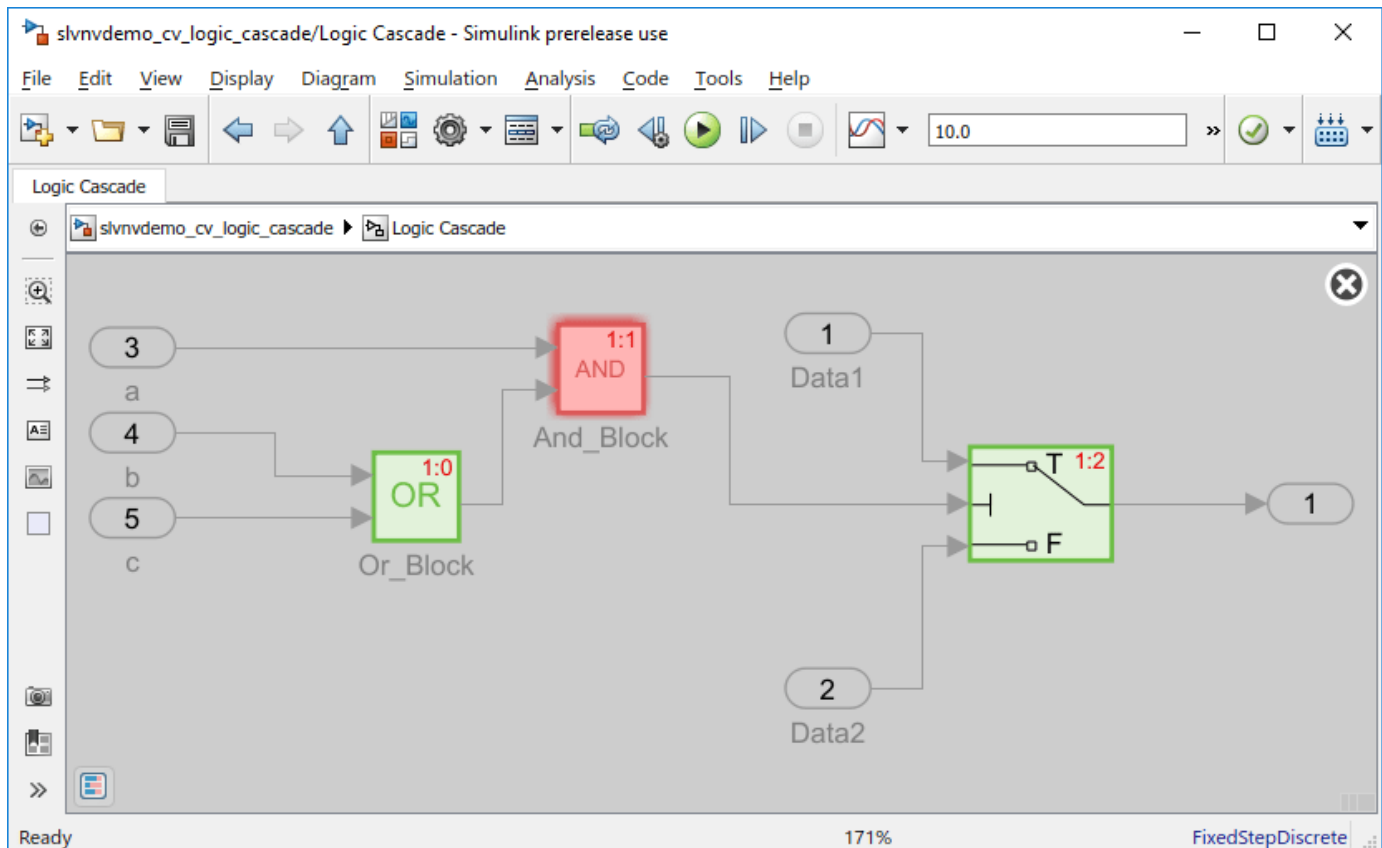 slvnvdemo_cv_logic_cascade/Logic Cascade - Simulink prerelease use
File Edit View Display Diagram Simulation Analysis Code Tools Help
10.0
Logic Cascade
slvnvdemo_cv_logic_cascade Logic Cascade
3
a
4
b
5
c
1:0
OR
Or_Block
1:1
AND
And_Block
1
Data1
T 1:2
F
1
2
Data2
Ready 171% FixedStepDiscrete